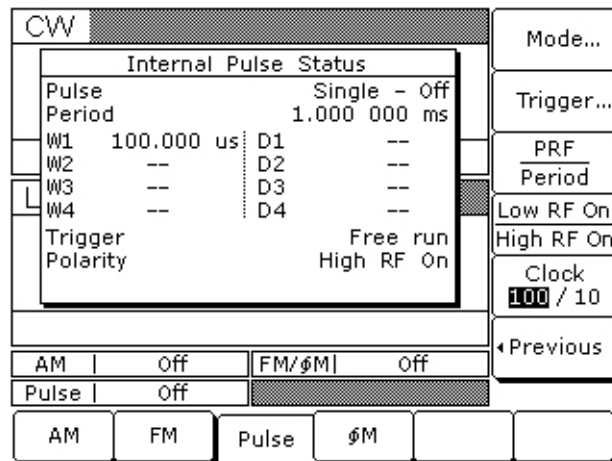 CW
Internal Pulse Status
Pulse Single - Off
Period 1.000 000 ms
W1 100.000 us D1 --
W2 -- D2 --
W3 -- D3 --
W4 -- D4 --
Trigger Free run
Polarity High RF On
L
AM | Off FM/ɸM| Off
Pulse | Off
Mode...
Trigger...
PRF
Period
Low RF On
High RF On
Clock
100 / 10
Previous
AM FM Pulse ɸM